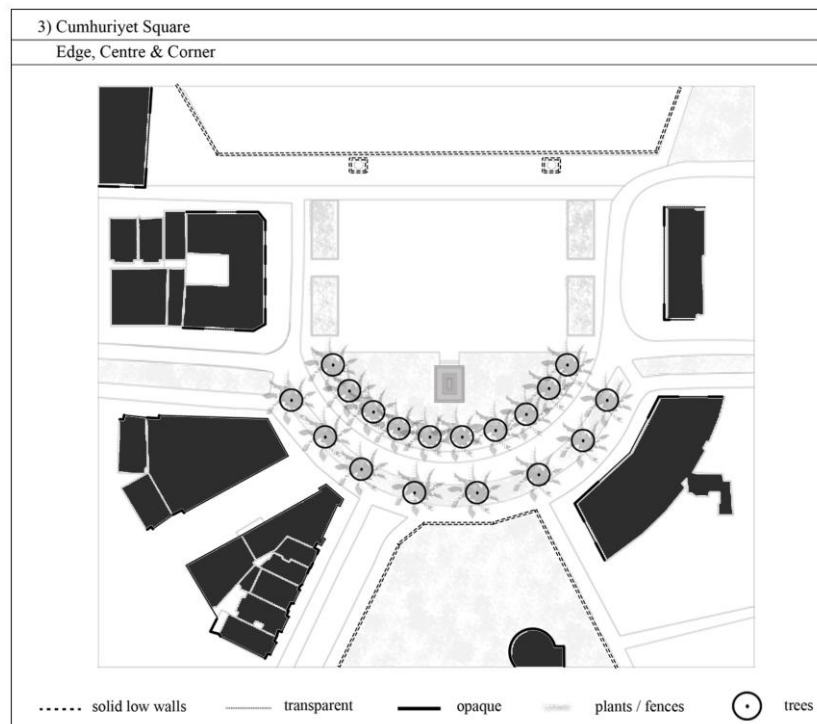 3) Cumhuriyet Square
Edge, Centre & Corner
solid low walls transparent opaque plants / fences trees